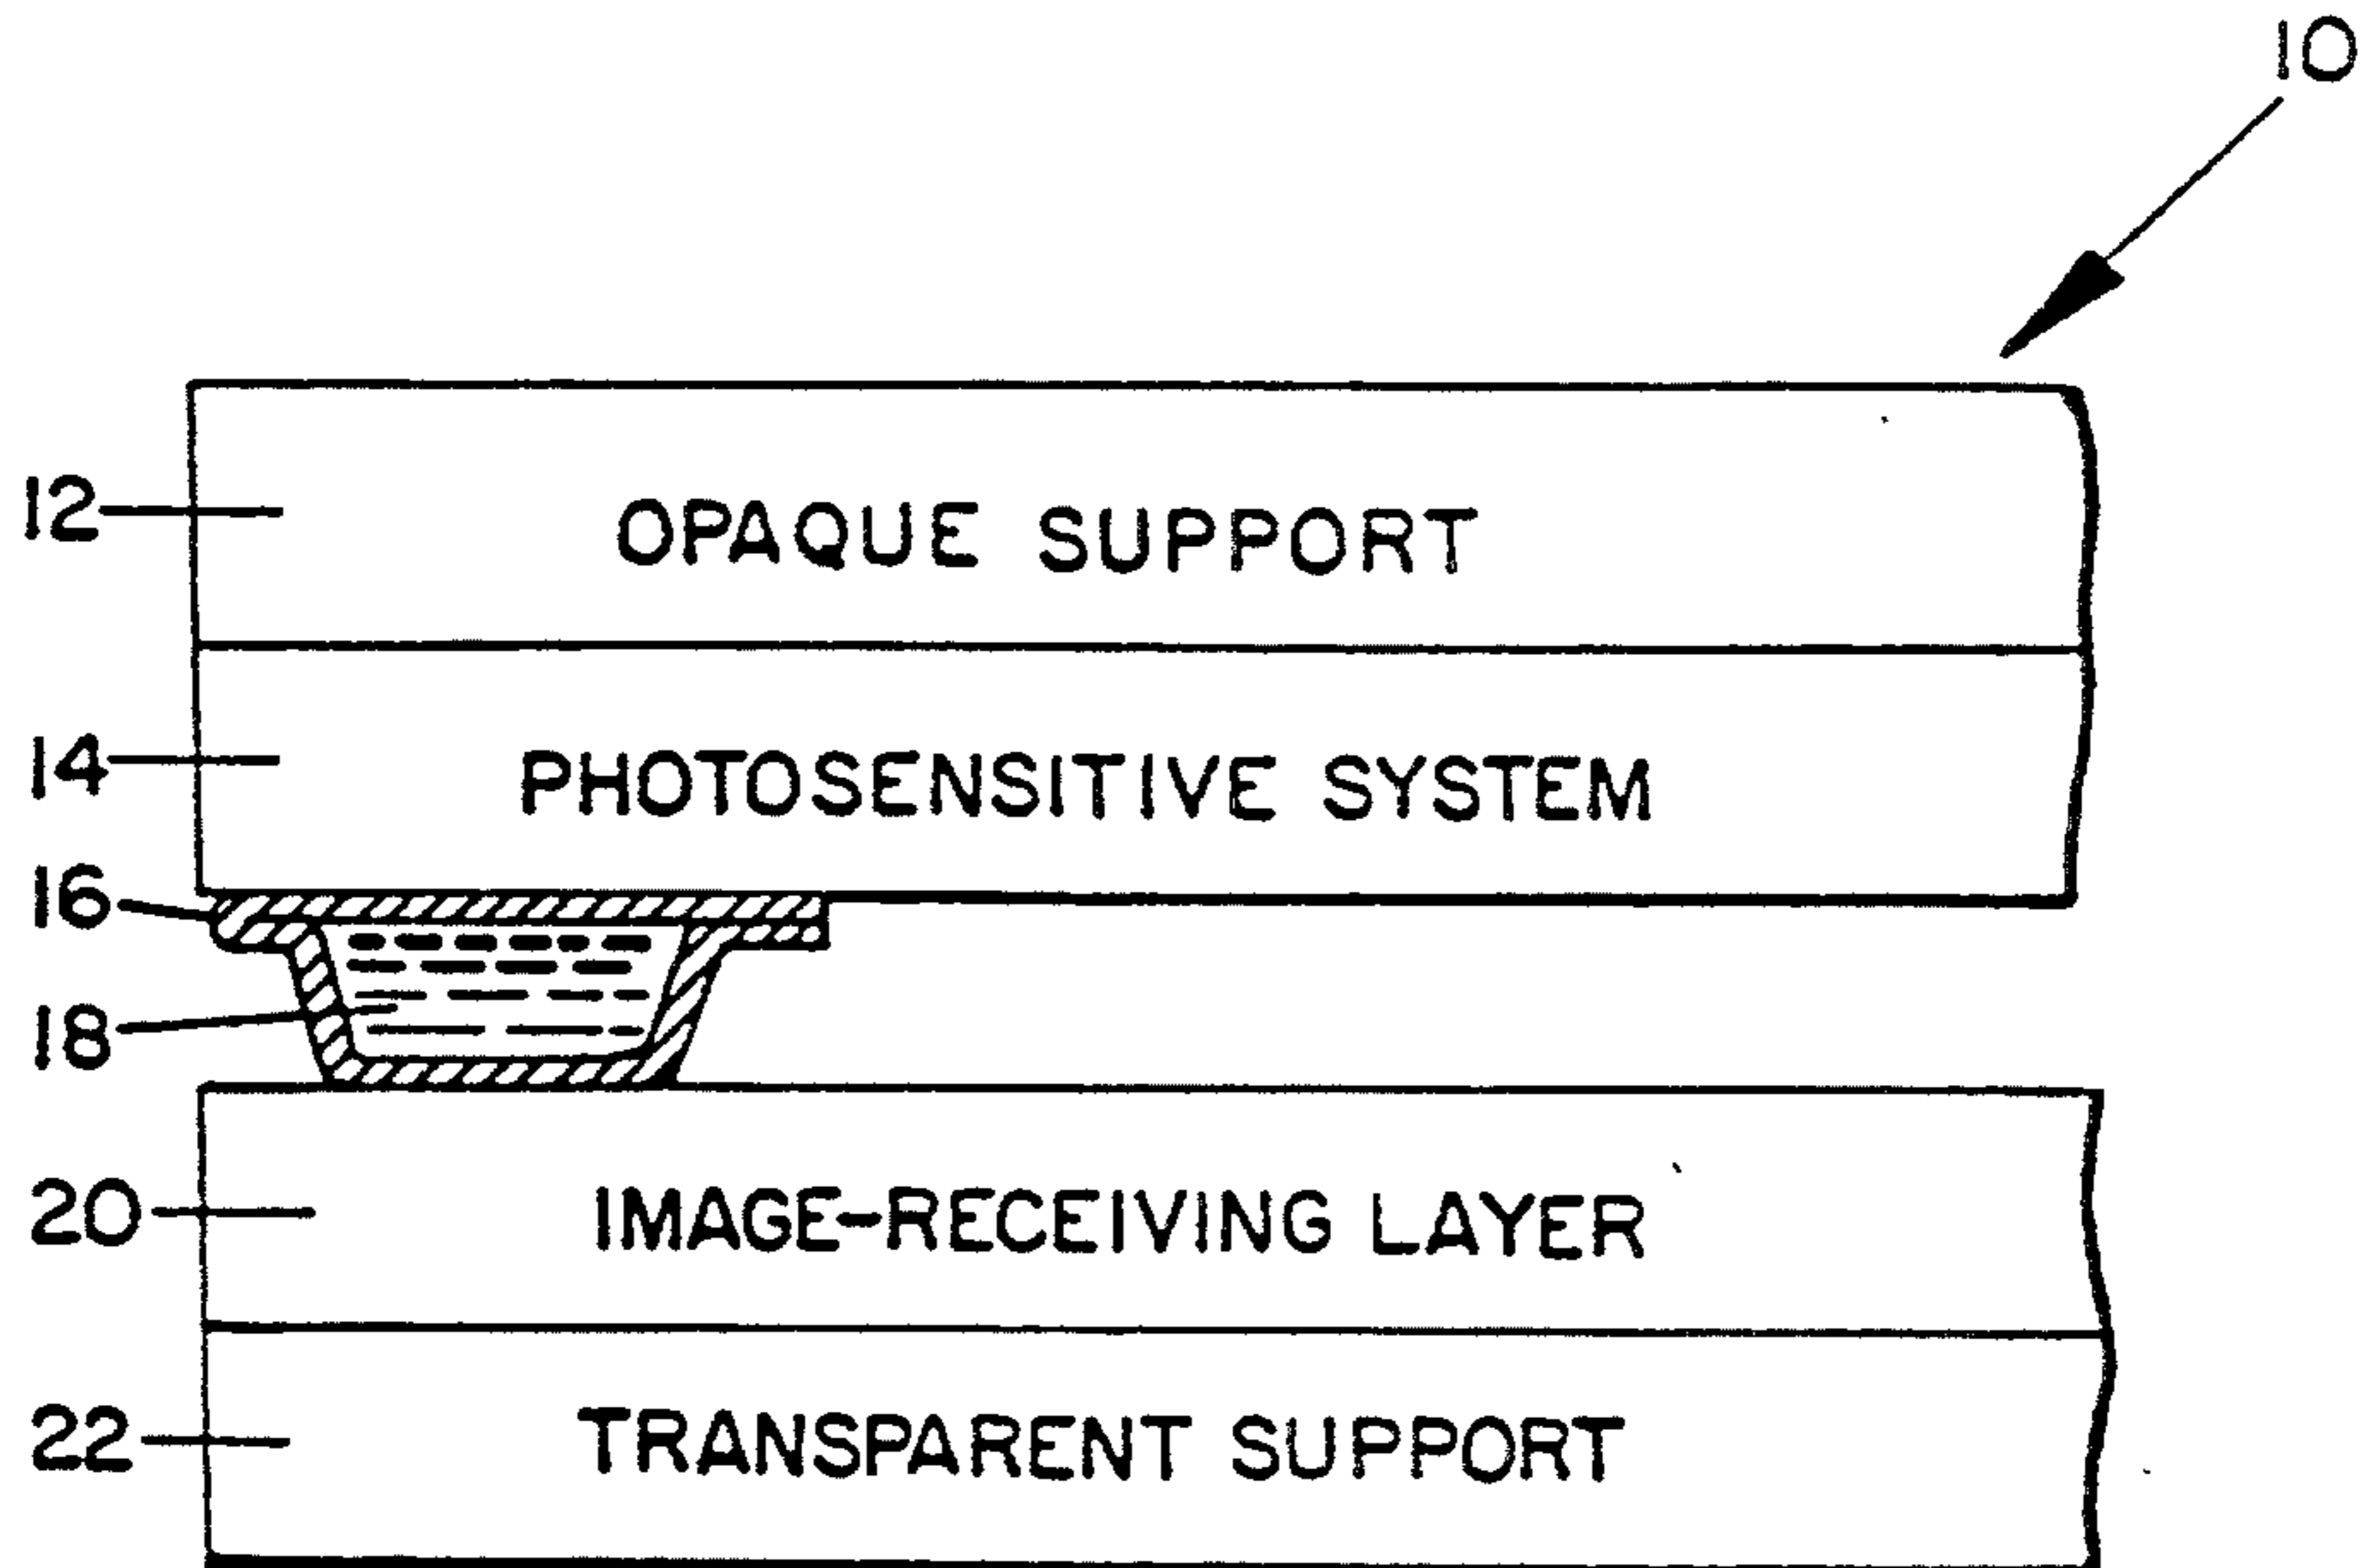 10
12 OPAQUE SUPPORT
14 PHOTOSENSITIVE SYSTEM
16
18
20 IMAGE-RECEIVING LAYER
22 TRANSPARENT SUPPORT